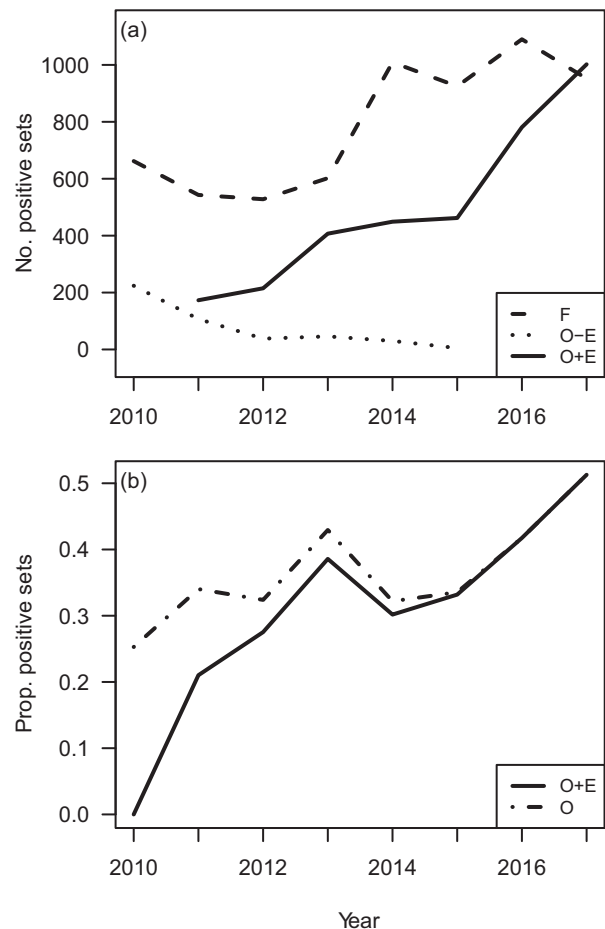 (a)
No. positive sets
1000
800
600
400
200
0
F
O−E
O+E
2010 2012 2014 2016
(b)
Prop. positive sets
0.5
0.4
0.3
0.2
0.1
0.0
O+E
O
2010 2012 2014 2016
Year